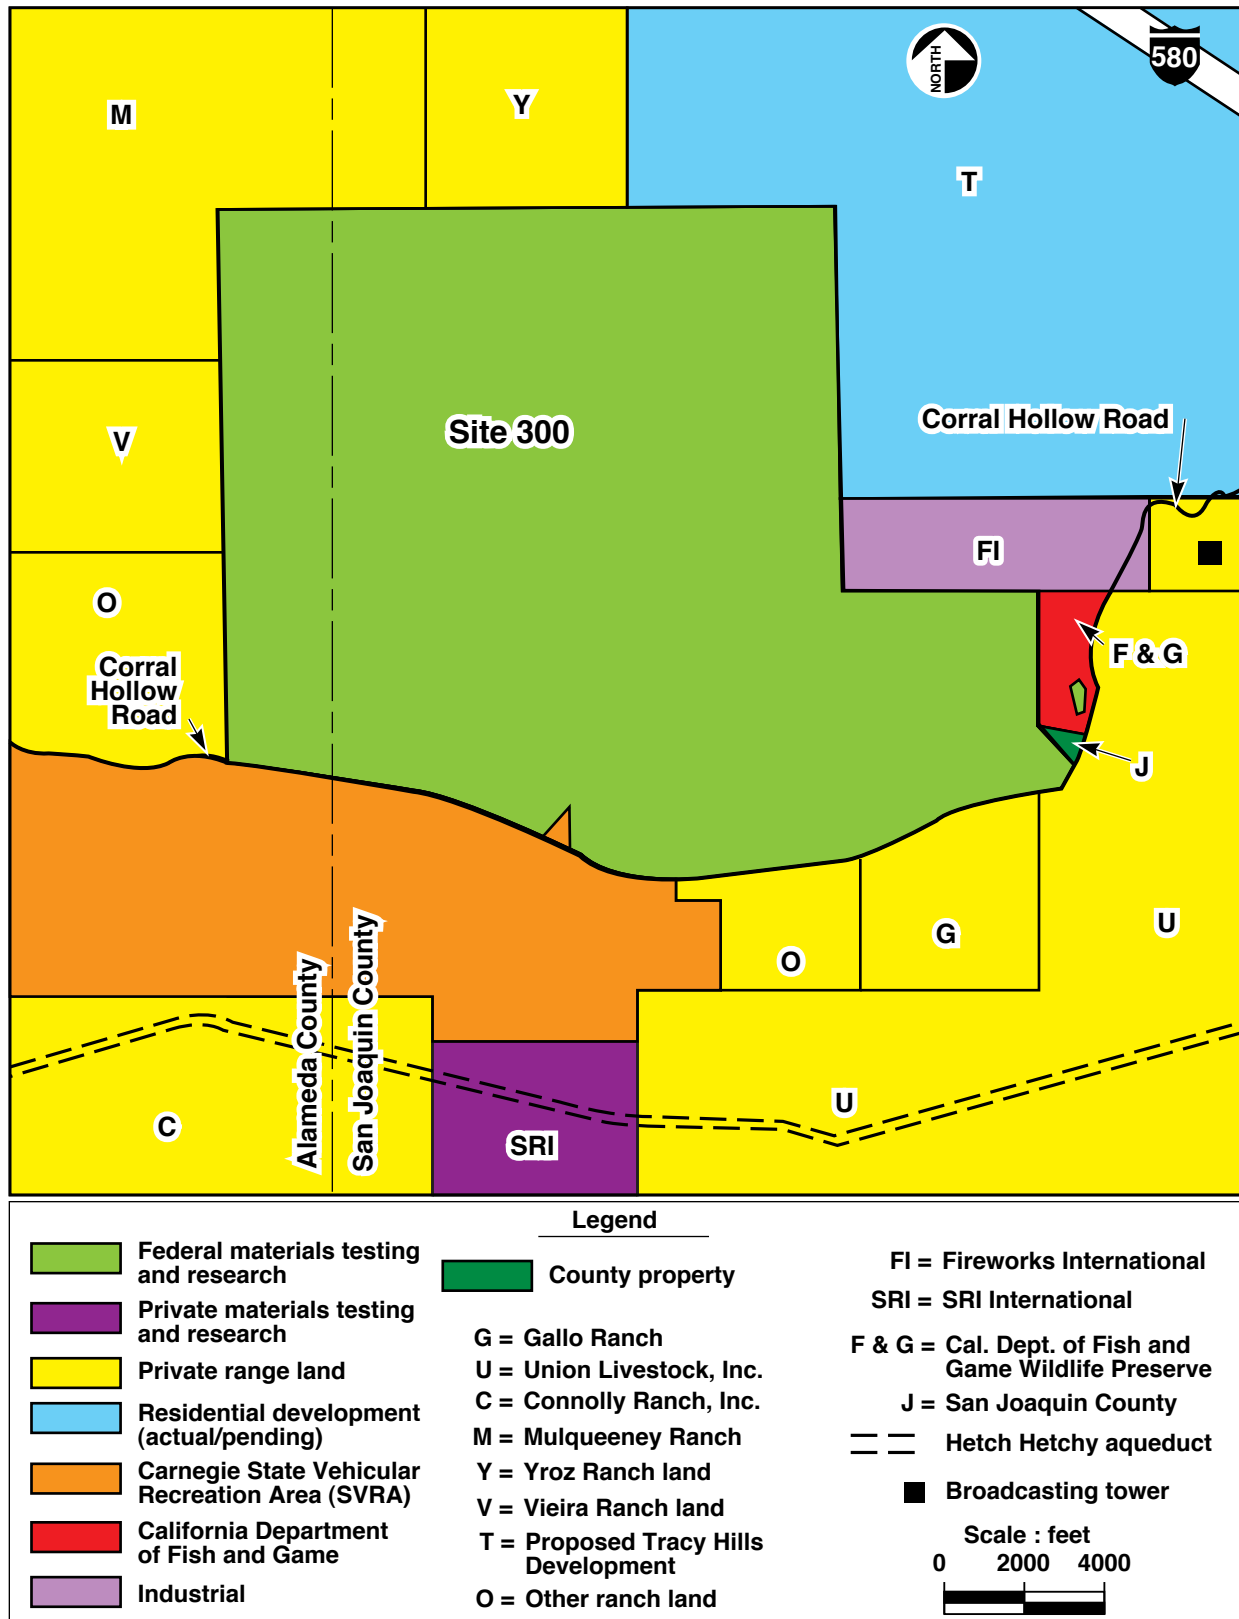 M
Y
NORTH
580
T
Site 300
Corral Hollow Road
V
FI
O
F & G
Corral
Hollow
Road
J
U
G
O
Alameda County
San Joaquin County
U
C
SRI
Legend
Federal materials testing
and research
Private materials testing
and research
Private range land
Residential development
(actual/pending)
Carnegie State Vehicular
Recreation Area (SVRA)
California Department
of Fish and Game
Industrial
County property
G = Gallo Ranch
U = Union Livestock, Inc.
C = Connolly Ranch, Inc.
M = Mulqueeney Ranch
Y = Yroz Ranch land
V = Vieira Ranch land
T = Proposed Tracy Hills
Development
O = Other ranch land
FI = Fireworks International
SRI = SRI International
F & G = Cal. Dept. of Fish and
Game Wildlife Preserve
J = San Joaquin County
Hetch Hetchy aqueduct
Broadcasting tower
Scale : feet
0 2000 4000